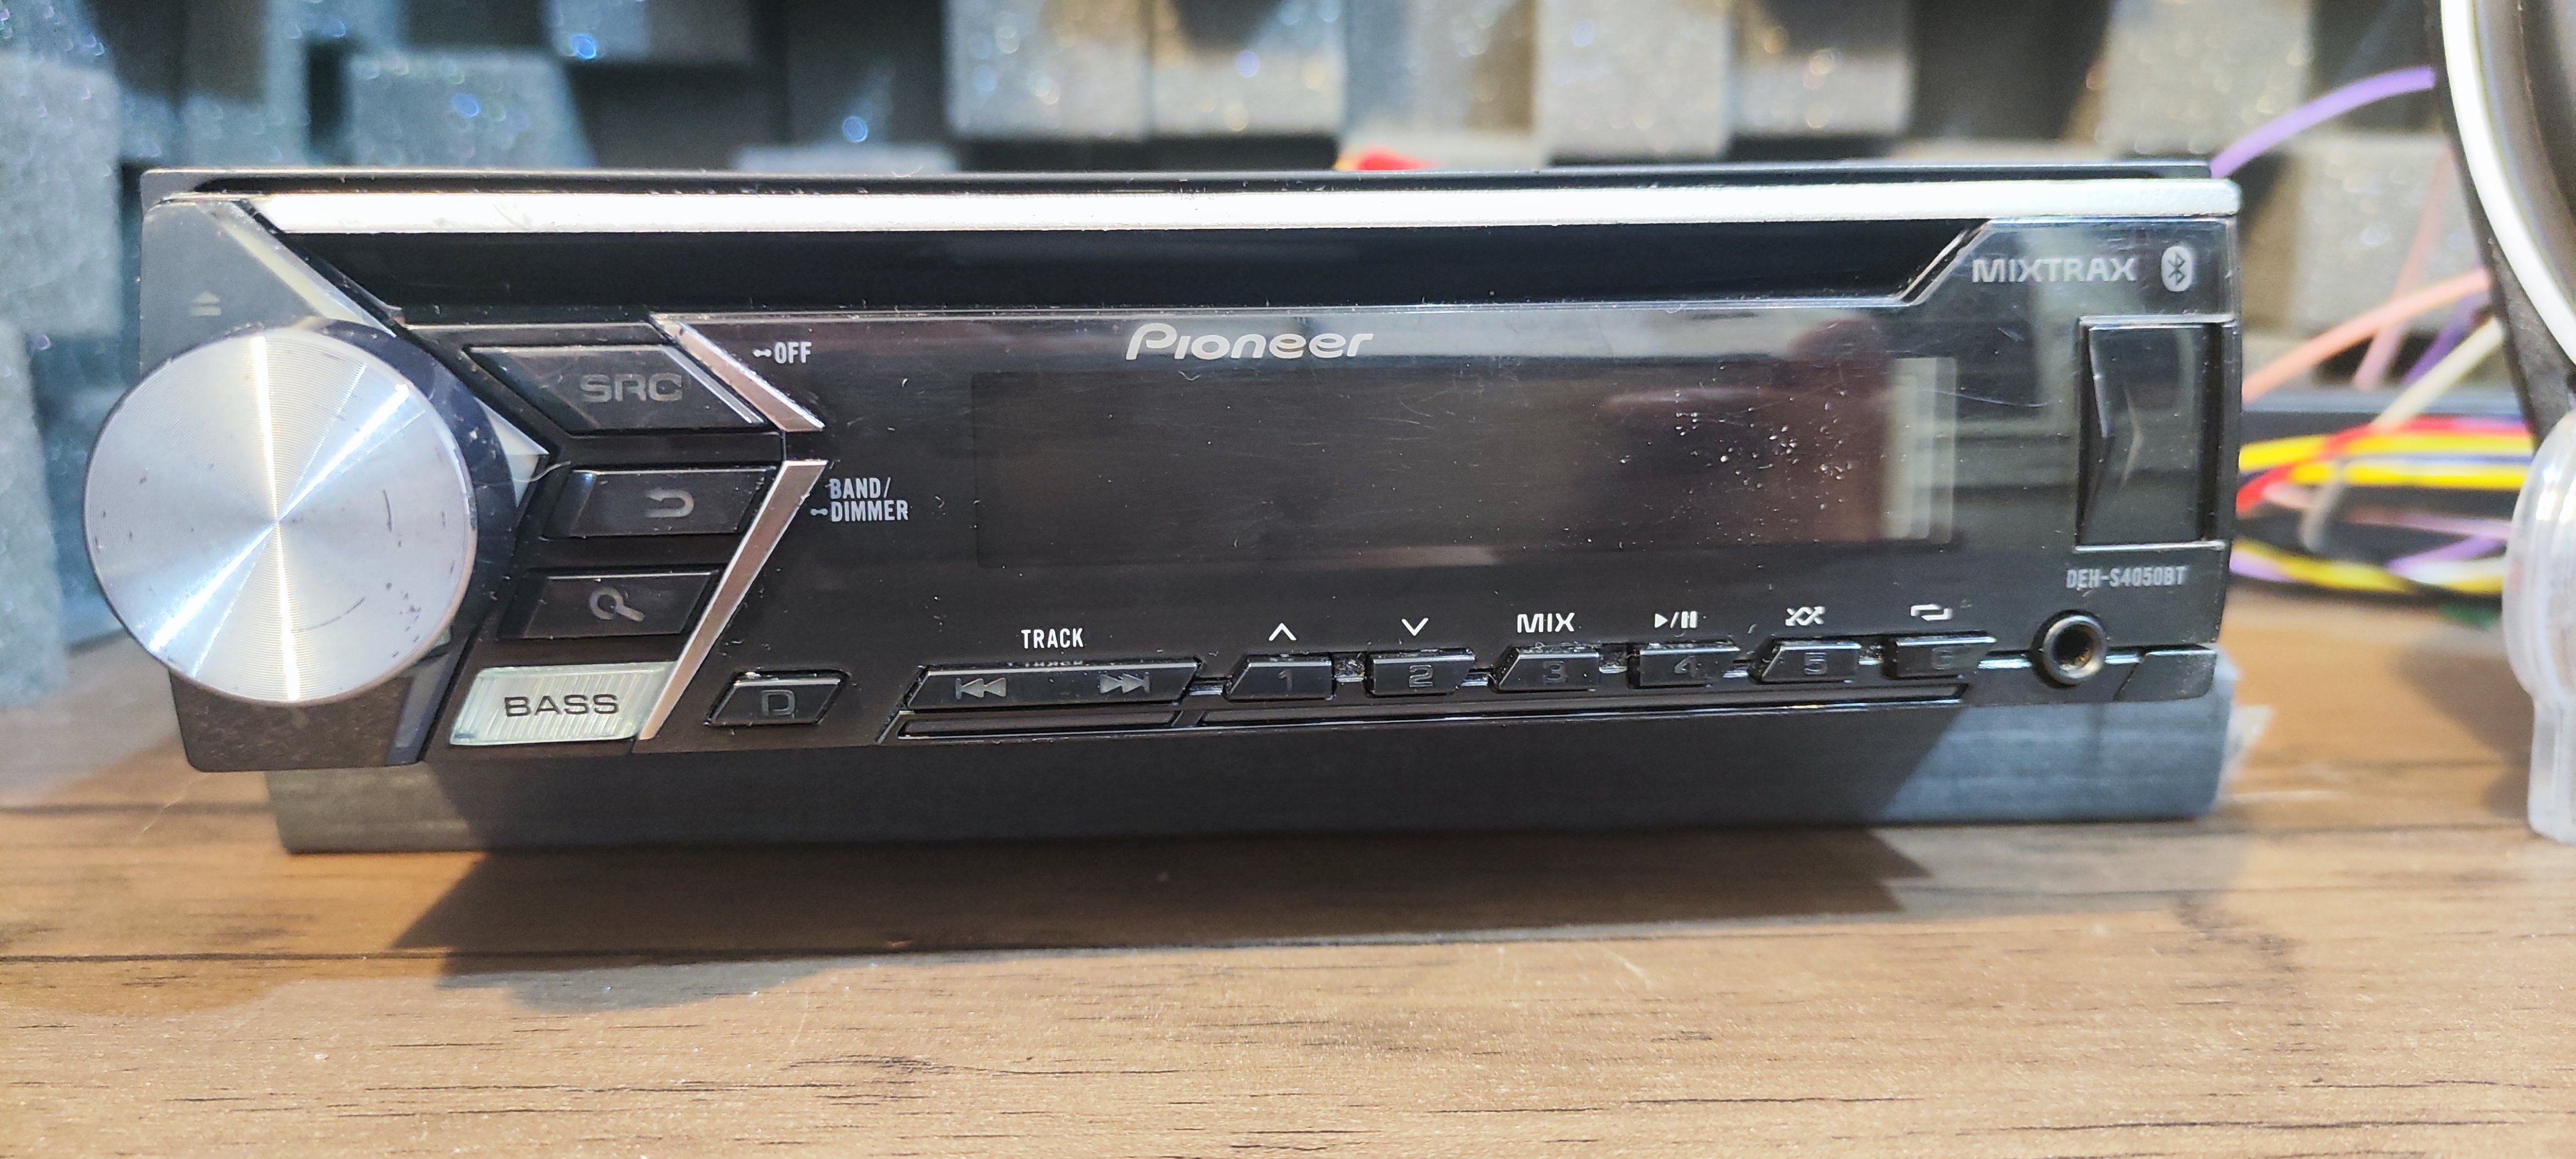 MIXTRAX
Pioneer
OFF
SRC
BAND/
DIMMER
DEH-S4050BT
TRACK
MIX
BASS
D
1
2
3
4
5
6